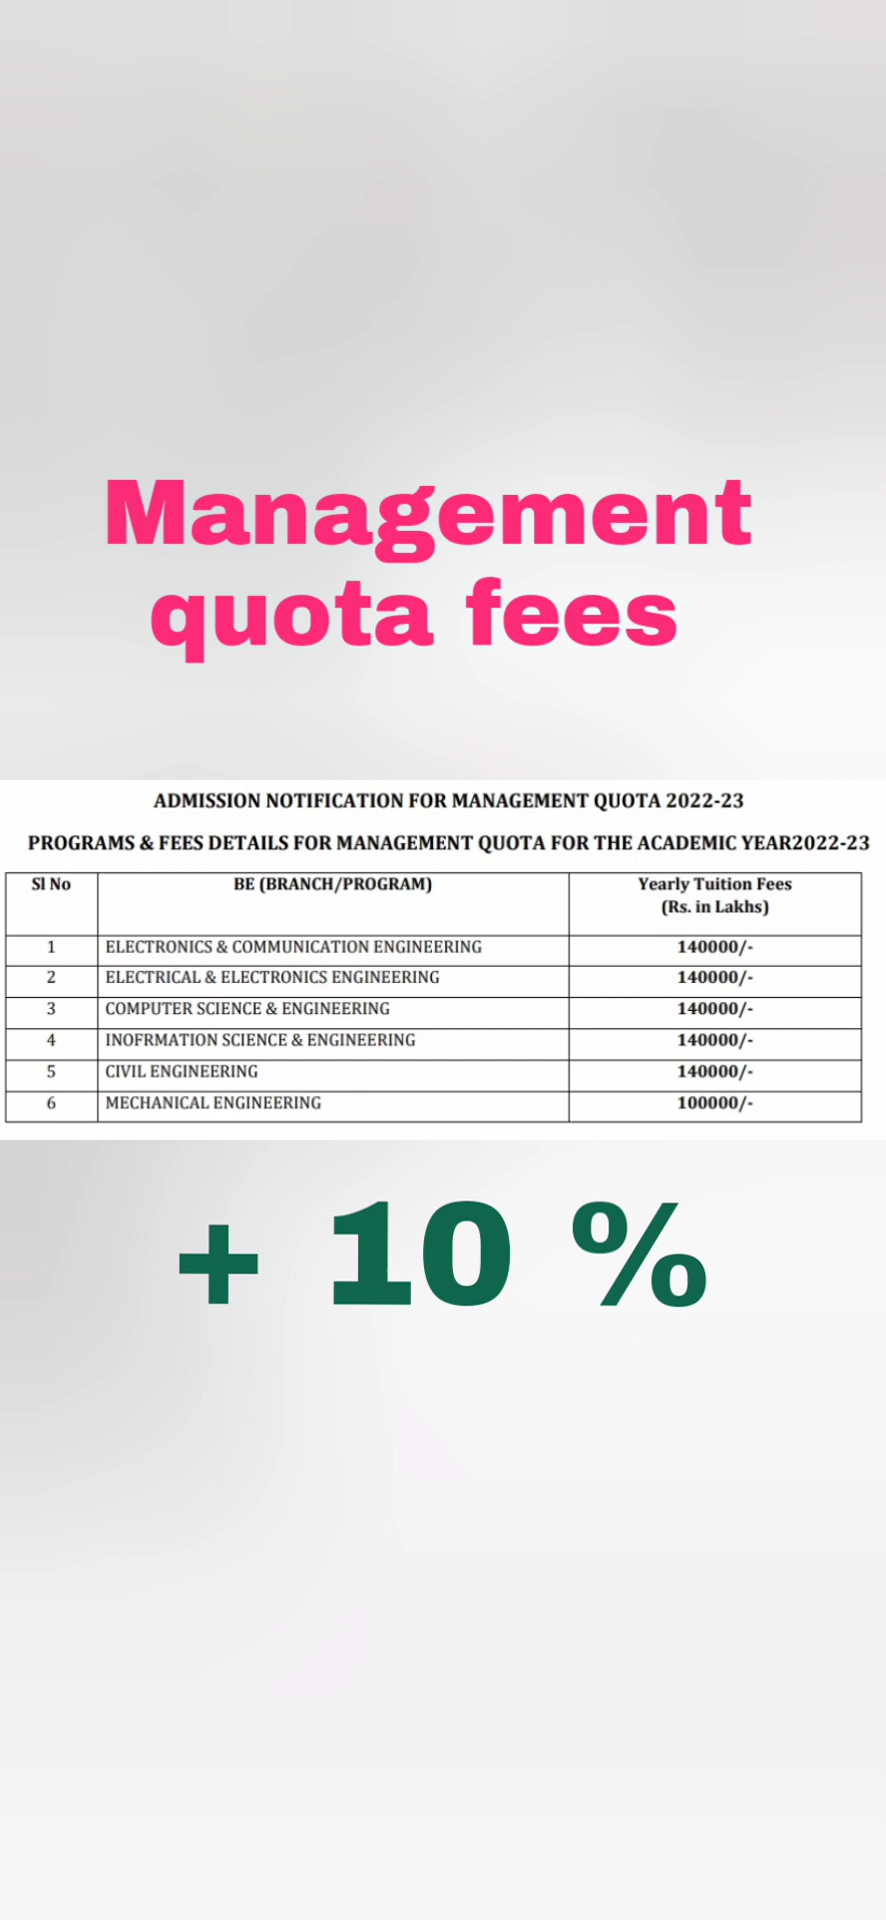 Management
quota fees
ADMISSION NOTIFICATION FOR MANAGEMENT QUOTA 2022-23
PROGRAMS & FEES DETAILS FOR MANAGEMENT QUOTA FOR THE ACADEMIC YEAR2022-23
Sl No BE (BRANCH/PROGRAM) Yearly Tuition Fees
(Rs. in Lakhs)
1 ELECTRONICS & COMMUNICATION ENGINEERING 140000/-
2 ELECTRICAL & ELECTRONICS ENGINEERING 140000/-
3 COMPUTER SCIENCE & ENGINEERING 140000/-
4 INOFRMATION SCIENCE & ENGINEERING 140000/-
5 CIVIL ENGINEERING 140000/-
6 MECHANICAL ENGINEERING 100000/-
+ 10 %